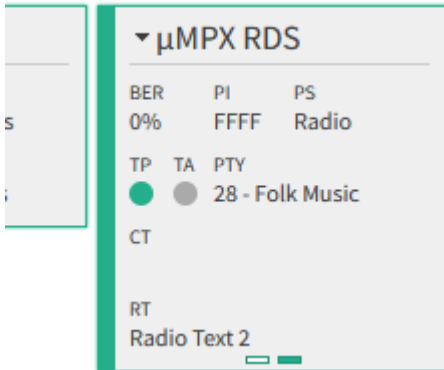 µMPX RDS
BER PI PS
0% FFFF Radio
TP TA PTY
28 - Folk Music
CT
RT
Radio Text 2